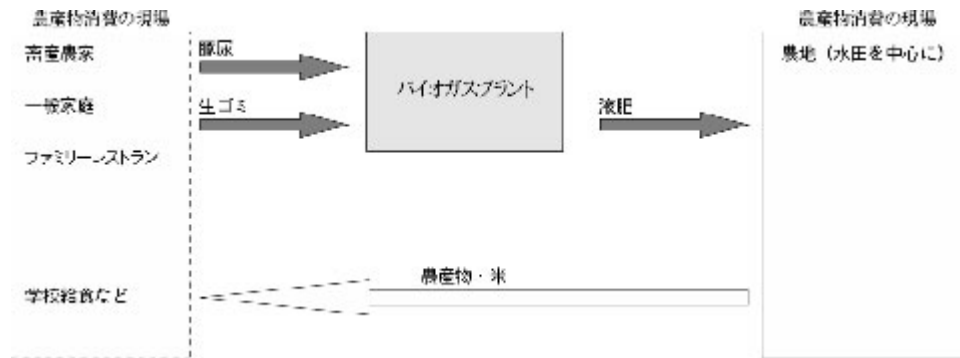 農産物消費の現場
農産物消費の現場
畜産農家
豚尿
農地（水田を中心に）
バイオガスプラント
一般家庭
生ゴミ
液肥
ファミリーレストラン
農産物・米
学校給食など